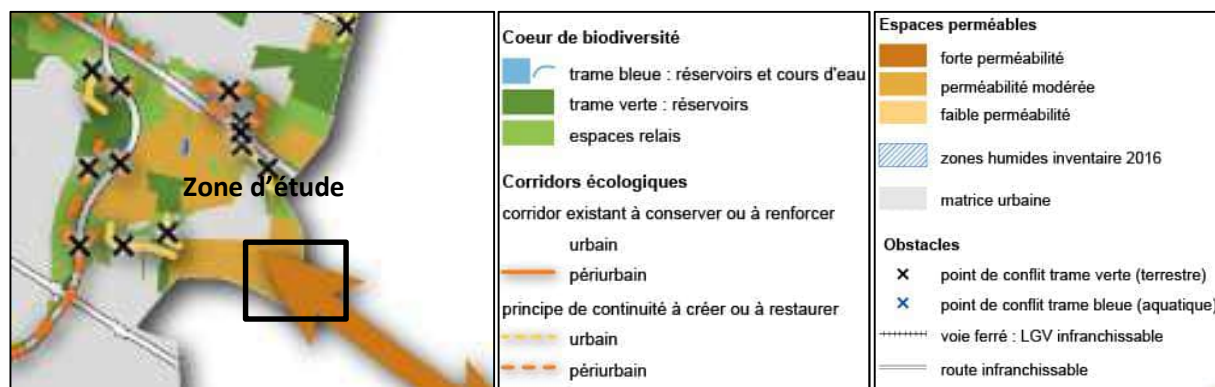 Zone d'étude
Coeur de biodiversité
trame bleue : réservoirs et cours d'eau
trame verte : réservoirs
espaces relais
Corridors écologiques
corridor existant à conserver ou à renforcer
urbain
périurbain
principe de continuité à créer ou à restaurer
urbain
périurbain
Espaces perméables
forte perméabilité
perméabilité modérée
faible perméabilité
zones humides inventaire 2016
matrice urbaine
Obstacles
point de conflit trame verte (terrestre)
point de conflit trame bleue (aquatique)
voie ferré : LGV infranchissable
route infranchissable